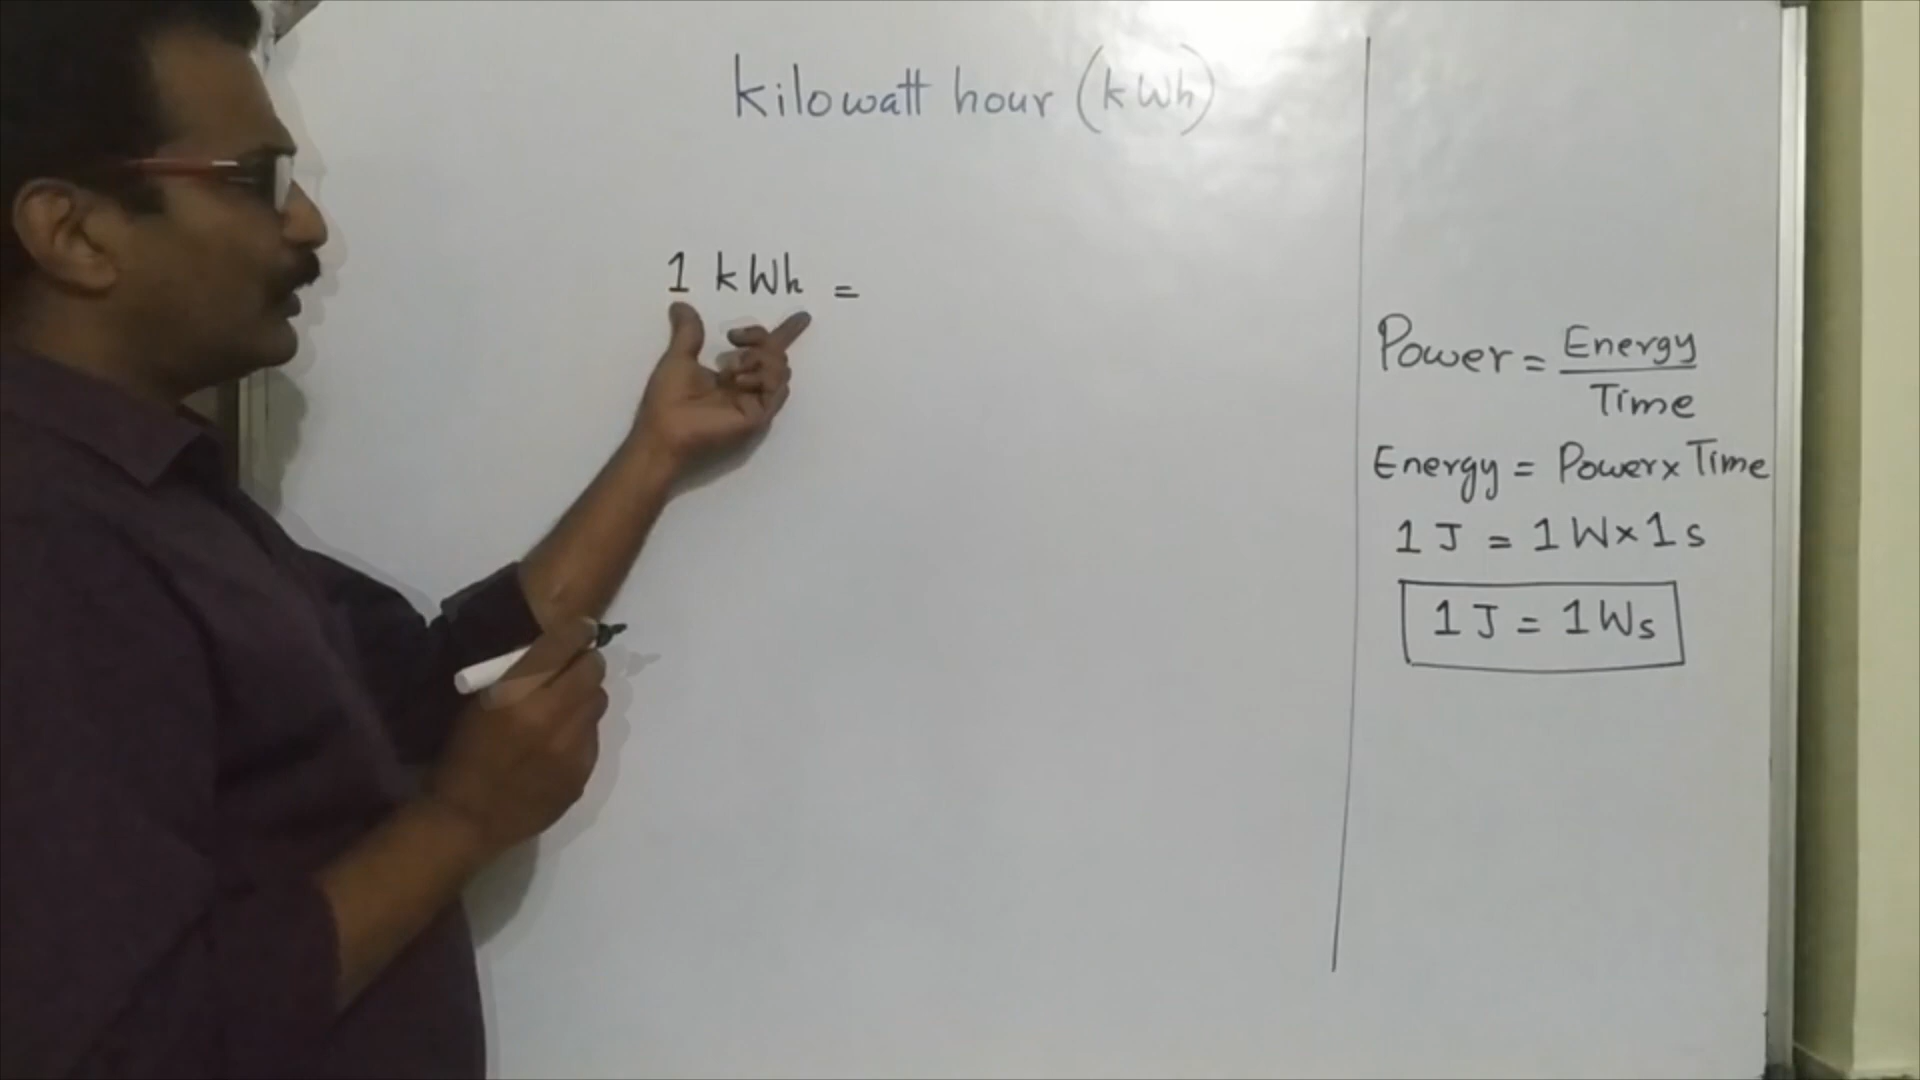 kilowatt hour (kWh)
1 kWh =
Power = Energy
Time
Energy = Power x Time
1 J = 1 W x 1 s
1 J = 1 Ws